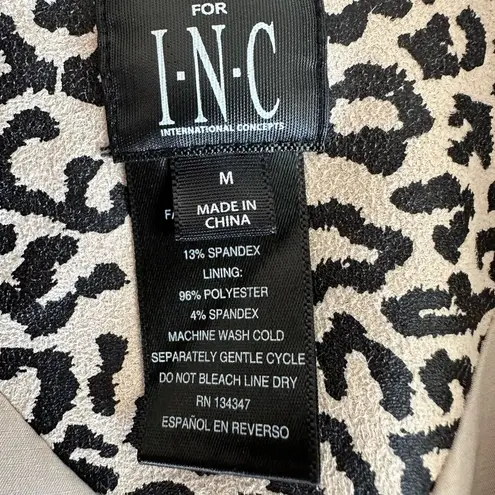 FOR
I·N·C
INTERNATIONAL CONCEPTS
M
MADE IN
CHINA
13% SPANDEX
LINING:
96% POLYESTER
4% SPANDEX
MACHINE WASH COLD
SEPARATELY GENTLE CYCLE
DO NOT BLEACH LINE DRY
RN 134347
ESPAÑOL EN REVERSO